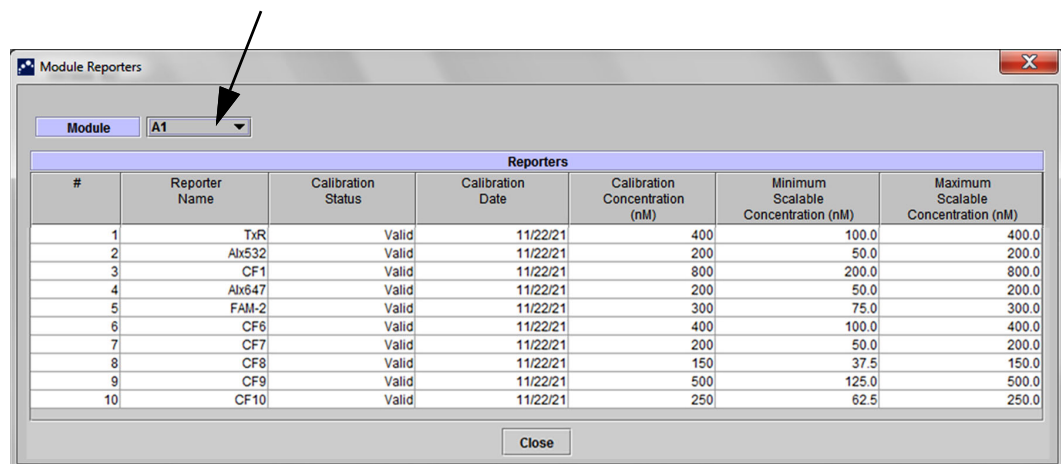 Module Reporters
X
Module A1
Reporters
# Reporter Name Calibration Status Calibration Date Calibration Concentration (nM) Minimum Scalable Concentration (nM) Maximum Scalable Concentration (nM)
1 TxR Valid 11/22/21 400 100.0 400.0
2 Alx532 Valid 11/22/21 200 50.0 200.0
3 CF1 Valid 11/22/21 800 200.0 800.0
4 Alx647 Valid 11/22/21 200 50.0 200.0
5 FAM-2 Valid 11/22/21 300 75.0 300.0
6 CF6 Valid 11/22/21 400 100.0 400.0
7 CF7 Valid 11/22/21 200 50.0 200.0
8 CF8 Valid 11/22/21 150 37.5 150.0
9 CF9 Valid 11/22/21 500 125.0 500.0
10 CF10 Valid 11/22/21 250 62.5 250.0
Close